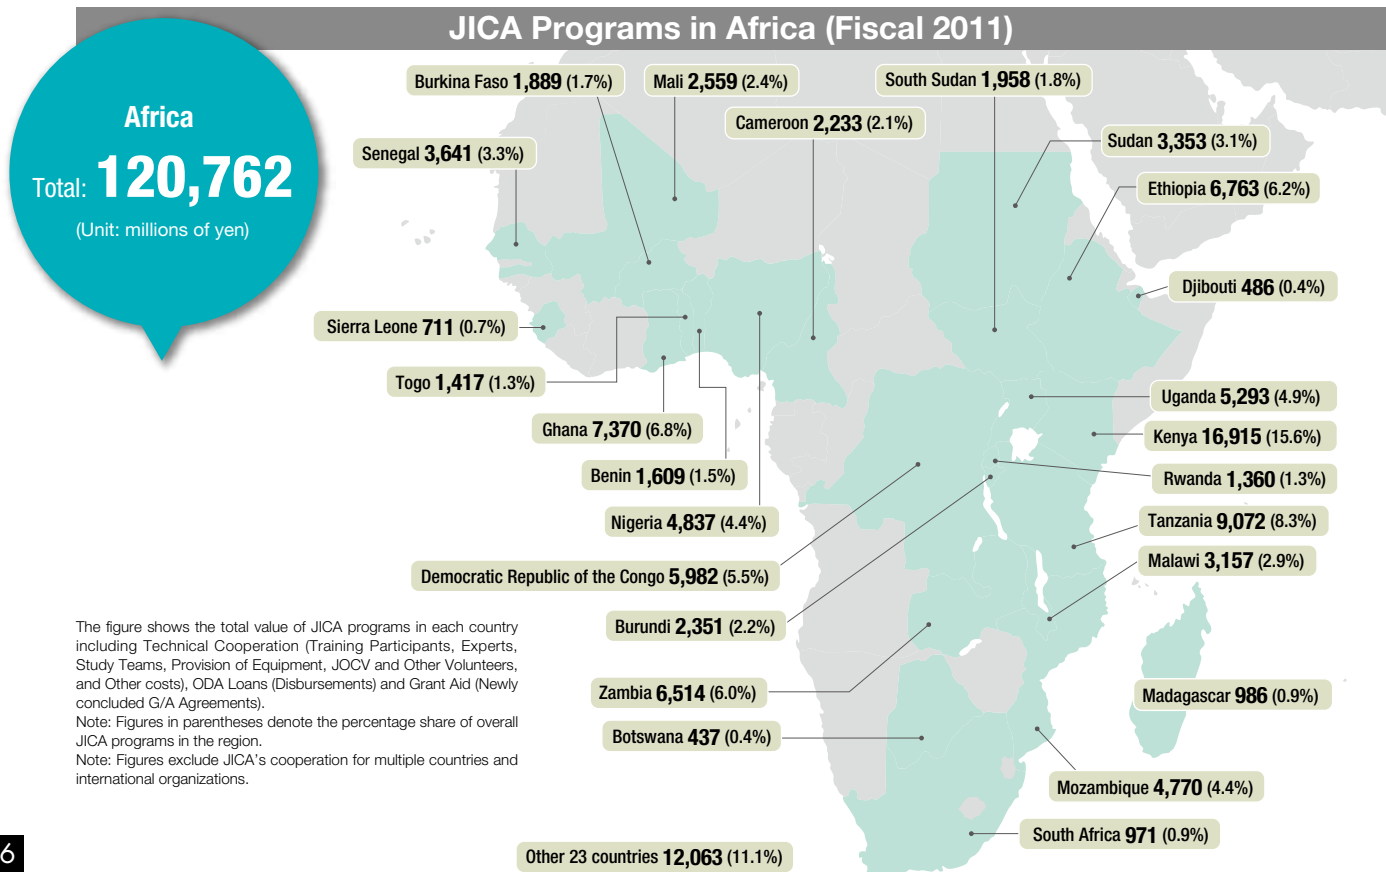 JICA Programs in Africa (Fiscal 2011)
Africa
Total: 120,762
(Unit: millions of yen)
Burkina Faso 1,889 (1.7%)
Mali 2,559 (2.4%)
South Sudan 1,958 (1.8%)
Cameroon 2,233 (2.1%)
Senegal 3,641 (3.3%)
Sudan 3,353 (3.1%)
Ethiopia 6,763 (6.2%)
Djibouti 486 (0.4%)
Sierra Leone 711 (0.7%)
Togo 1,417 (1.3%)
Uganda 5,293 (4.9%)
Ghana 7,370 (6.8%)
Kenya 16,915 (15.6%)
Benin 1,609 (1.5%)
Rwanda 1,360 (1.3%)
Nigeria 4,837 (4.4%)
Tanzania 9,072 (8.3%)
Malawi 3,157 (2.9%)
Democratic Republic of the Congo 5,982 (5.5%)
Burundi 2,351 (2.2%)
Zambia 6,514 (6.0%)
Madagascar 986 (0.9%)
Botswana 437 (0.4%)
Mozambique 4,770 (4.4%)
South Africa 971 (0.9%)
Other 23 countries 12,063 (11.1%)
The figure shows the total value of JICA programs in each country
including Technical Cooperation (Training Participants, Experts,
Study Teams, Provision of Equipment, JOCV and Other Volunteers,
and Other costs), ODA Loans (Disbursements) and Grant Aid (Newly
concluded G/A Agreements).
Note: Figures in parentheses denote the percentage share of overall
JICA programs in the region.
Note: Figures exclude JICA's cooperation for multiple countries and
international organizations.
6